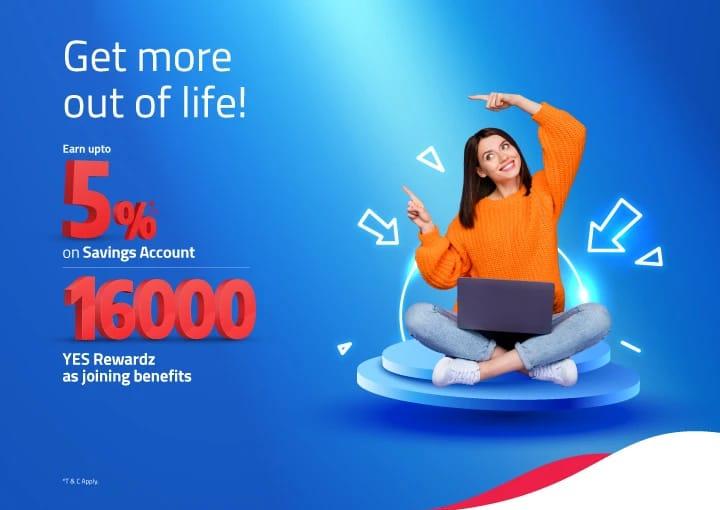 Get more
out of life!
Earn upto
5%*
on Savings Account
16000
YES Rewardz
as joining benefits
*T & C Apply.